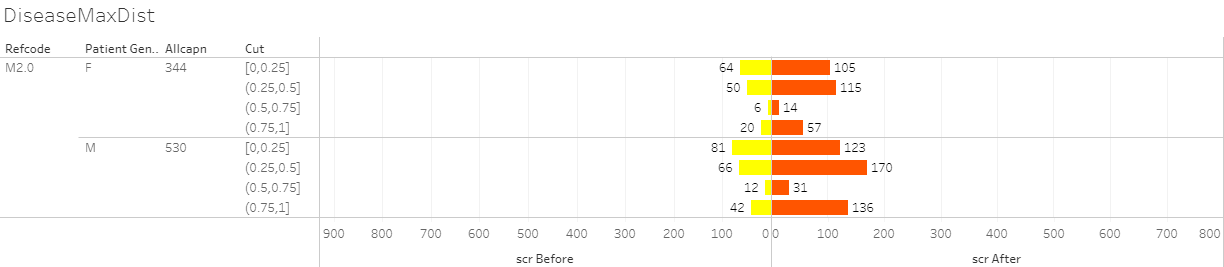 DiseaseMaxDist
Refcode Patient Gen.. Allcapn Cut
M2.0 F 344 [0,0.25] 64 105
(0.25,0.5] 50 115
(0.5,0.75] 6 14
(0.75,1] 20 57
M 530 [0,0.25] 81 123
(0.25,0.5] 66 170
(0.5,0.75] 12 31
(0.75,1] 42 136
900 800 700 600 500 400 300 200 100 0 0 100 200 300 400 500 600 700 800
scr Before scr After